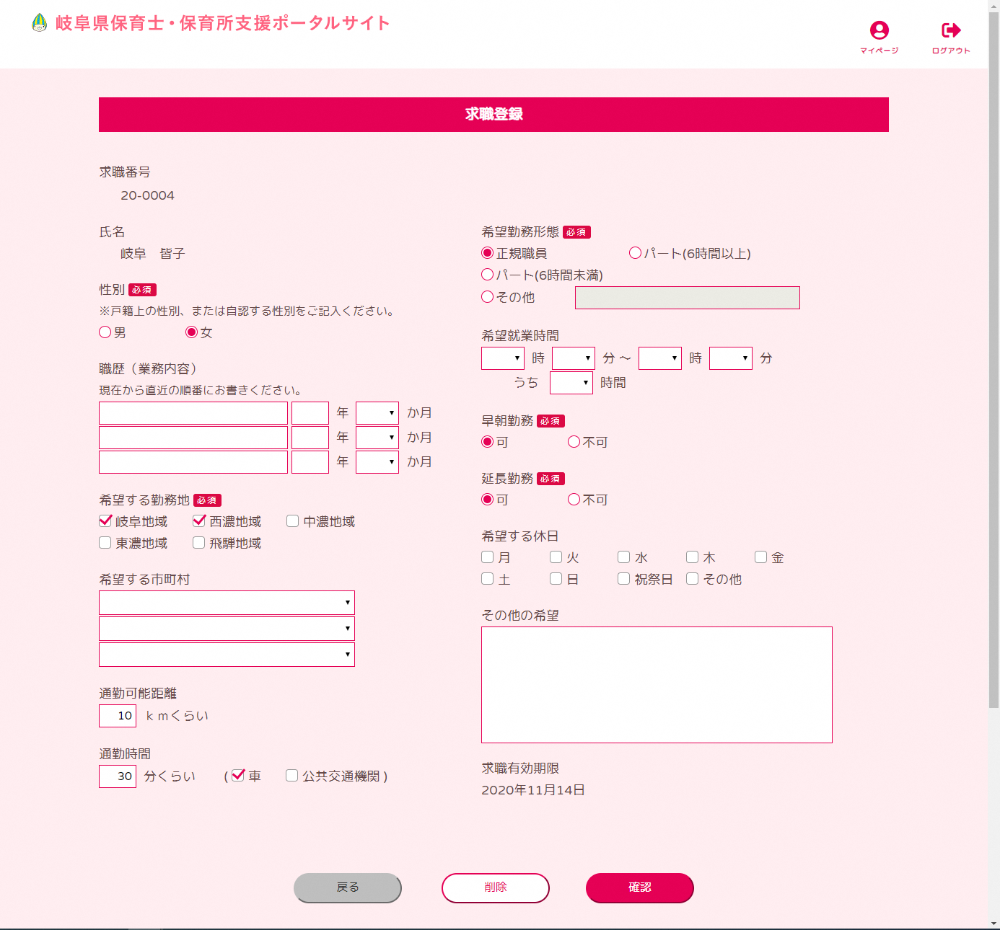 岐阜県保育士・保育所支援ポータルサイト
マイページ
ログアウト
求職登録
求職番号
20-0004
氏名
岐阜　皆子
性別 必須
※戸籍上の性別、または自認する性別をご記入ください。
男 女
職歴（業務内容）
現在から直近の順番にお書きください。
年 か月
年 か月
年 か月
希望する勤務地 必須
岐阜地域 西濃地域 中濃地域
東濃地域 飛騨地域
希望する市町村
通勤可能距離
10 ｋｍくらい
通勤時間
30 分くらい ( 車 公共交通機関 )
希望勤務形態 必須
正規職員 パート(6時間以上)
パート(6時間未満)
その他
希望就業時間
時 分 ～ 時 分
うち 時間
早朝勤務 必須
可 不可
延長勤務 必須
可 不可
希望する休日
月 火 水 木 金
土 日 祝祭日 その他
その他の希望
求職有効期限
2020年11月14日
戻る 削除 確認